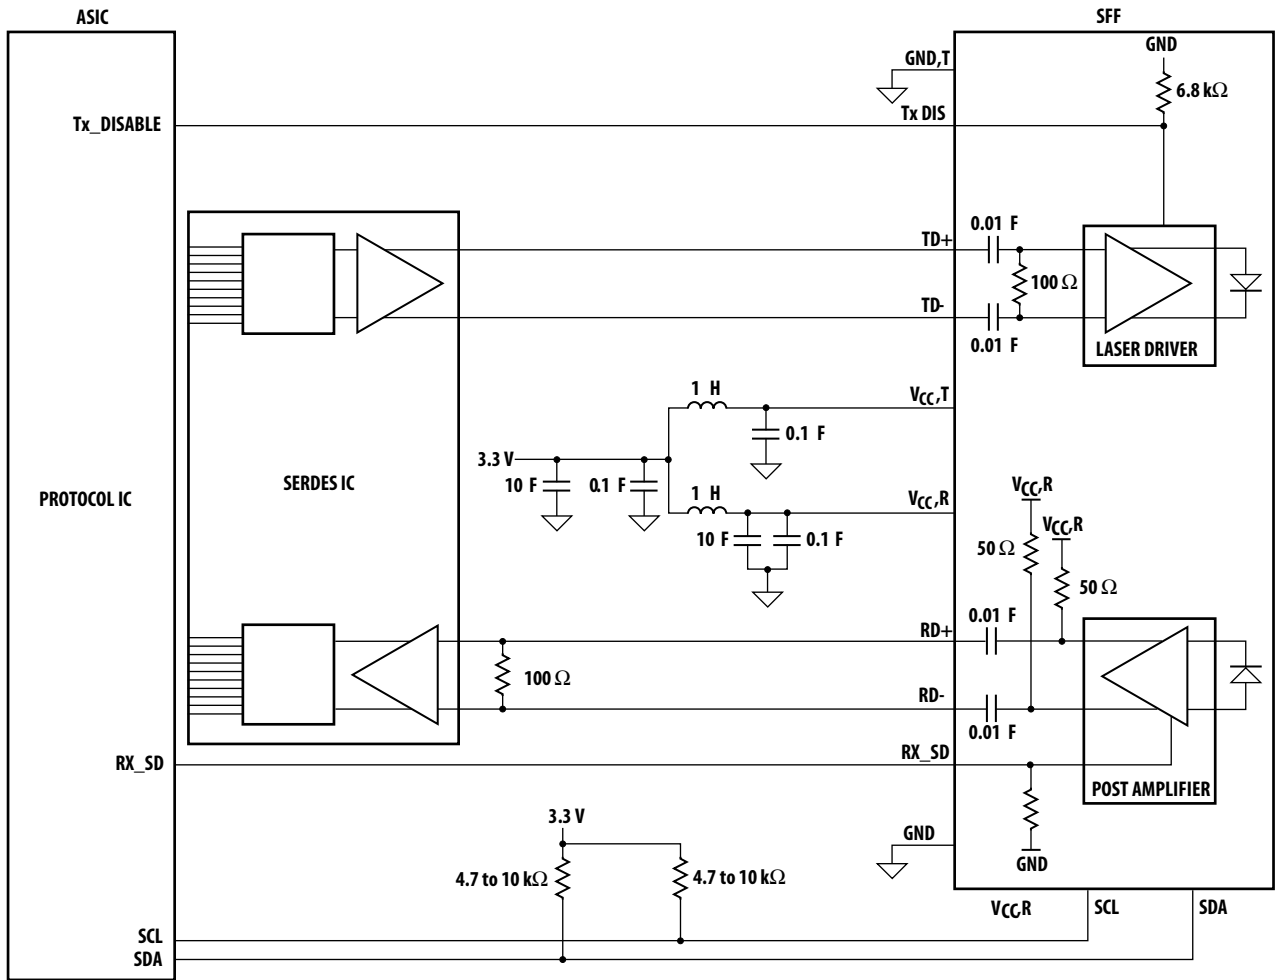 ASIC
SFF
GND
GND,T
6.8 kΩ
Tx_DISABLE
Tx DIS
0.01 F
TD+
100 Ω
TD-
0.01 F
LASER DRIVER
1 H
VCC,T
0.1 F
3.3 V
10 F
0.1 F
SERDES IC
PROTOCOL IC
1 H
VCC,R
10 F
0.1 F
VCC,R
VCC,R
50 Ω
50 Ω
0.01 F
RD+
100 Ω
RD-
0.01 F
RX_SD
RX_SD
POST AMPLIFIER
3.3 V
GND
GND
4.7 to 10 kΩ
4.7 to 10 kΩ
VCC,R
SCL
SDA
SCL
SDA